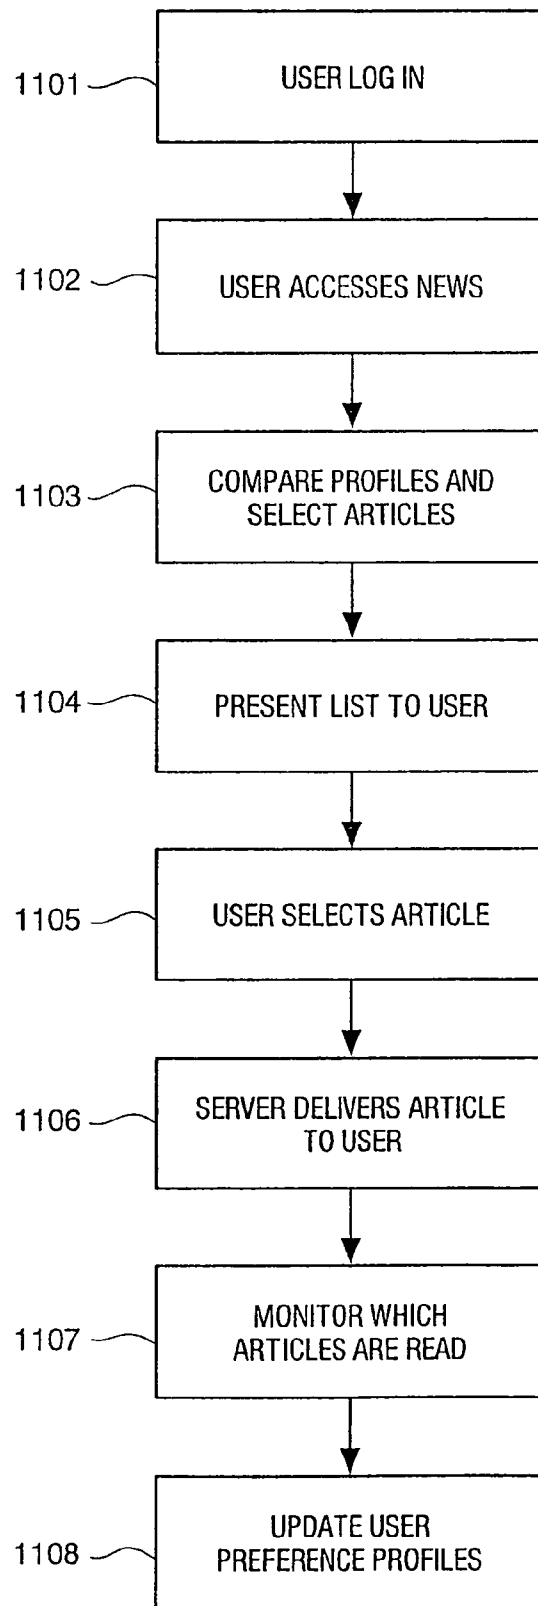 1101
USER LOG IN
1102
USER ACCESSES NEWS
1103
COMPARE PROFILES AND
SELECT ARTICLES
1104
PRESENT LIST TO USER
1105
USER SELECTS ARTICLE
1106
SERVER DELIVERS ARTICLE
TO USER
1107
MONITOR WHICH
ARTICLES ARE READ
1108
UPDATE USER
PREFERENCE PROFILES